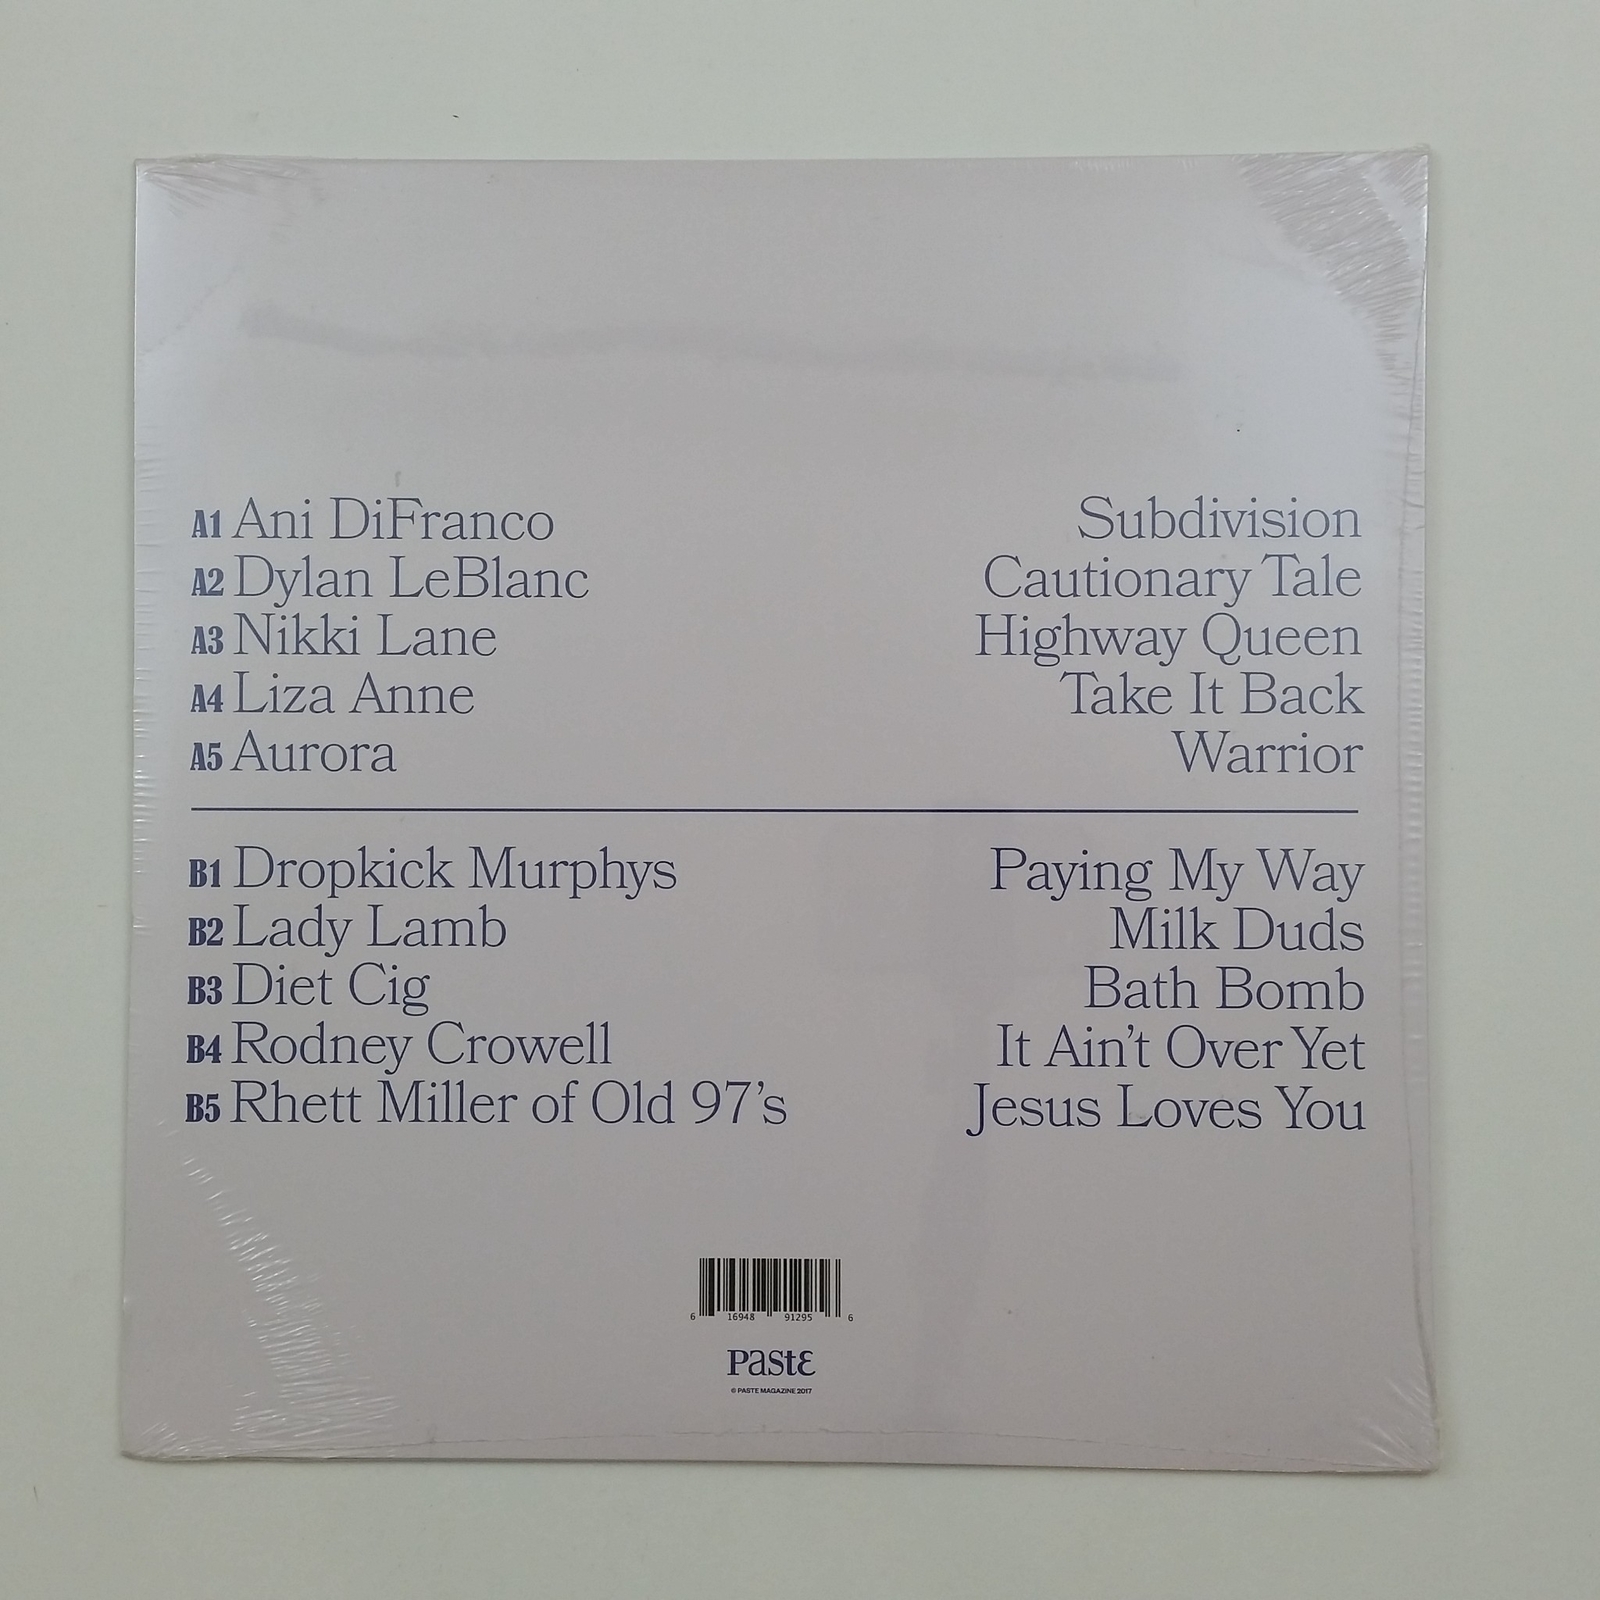 A1 Ani DiFranco Subdivision
A2 Dylan LeBlanc Cautionary Tale
A3 Nikki Lane Highway Queen
A4 Liza Anne Take It Back
A5 Aurora Warrior
B1 Dropkick Murphys Paying My Way
B2 Lady Lamb Milk Duds
B3 Diet Cig Bath Bomb
B4 Rodney Crowell It Ain't Over Yet
B5 Rhett Miller of Old 97's Jesus Loves You
6 16948 91295 6
Paste
© PASTE MAGAZINE 2017